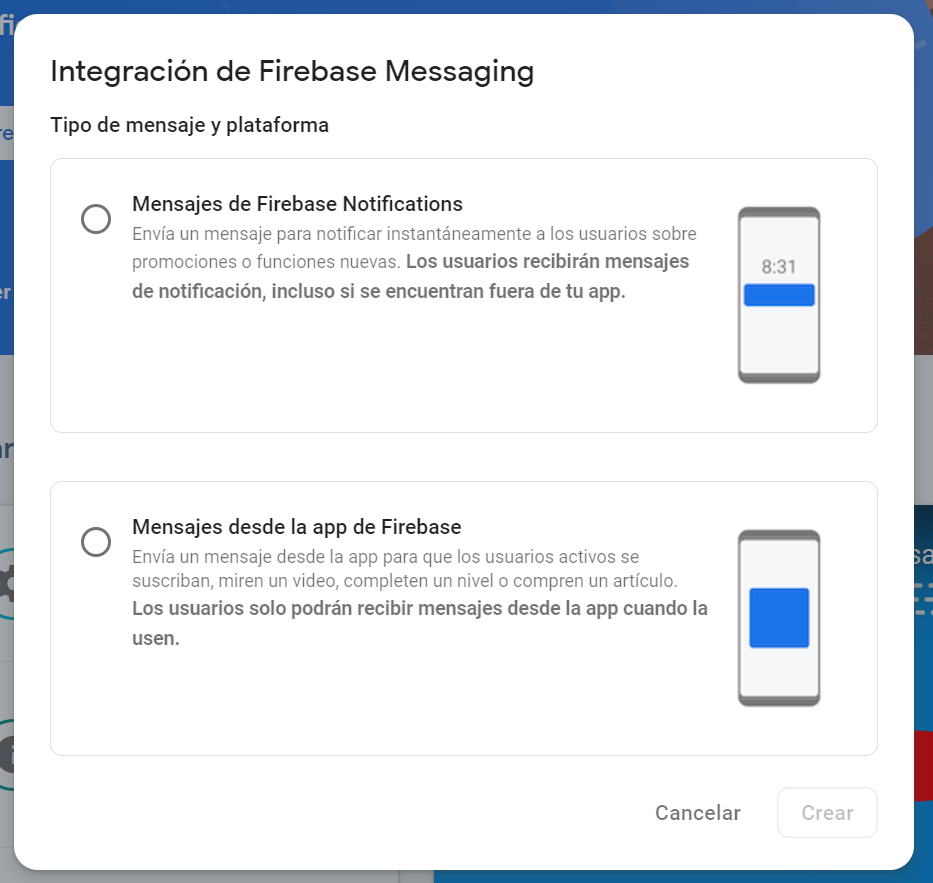 Integración de Firebase Messaging
Tipo de mensaje y plataforma
Mensajes de Firebase Notifications
Envía un mensaje para notificar instantáneamente a los usuarios sobre
promociones o funciones nuevas. Los usuarios recibirán mensajes
de notificación, incluso si se encuentran fuera de tu app.
8:31
Mensajes desde la app de Firebase
Envía un mensaje desde la app para que los usuarios activos se
suscriban, miren un video, completen un nivel o compren un artículo.
Los usuarios solo podrán recibir mensajes desde la app cuando la
usen.
Cancelar
Crear